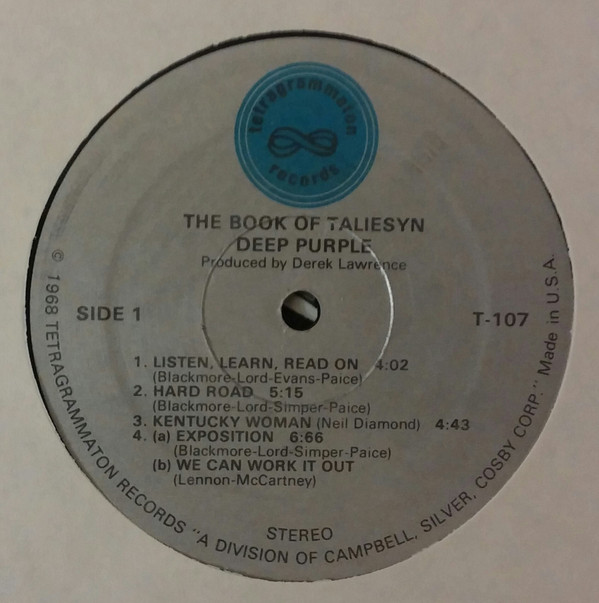 tetragrammaton
records
THE BOOK OF TALIESYN
DEEP PURPLE
Produced by Derek Lawrence
SIDE 1
T-107
1. LISTEN, LEARN, READ ON 4:02
(Blackmore-Lord-Evans-Paice)
2. HARD ROAD 5:15
(Blackmore-Lord-Simper-Paice)
3. KENTUCKY WOMAN (Neil Diamond) 4:43
4. (a) EXPOSITION 6:66
(Blackmore-Lord-Simper-Paice)
(b) WE CAN WORK IT OUT
(Lennon-McCartney)
STEREO
© 1968 TETRAGRAMMATON RECORDS "A DIVISION OF CAMPBELL, SILVER, COSBY CORP." Made in U.S.A.